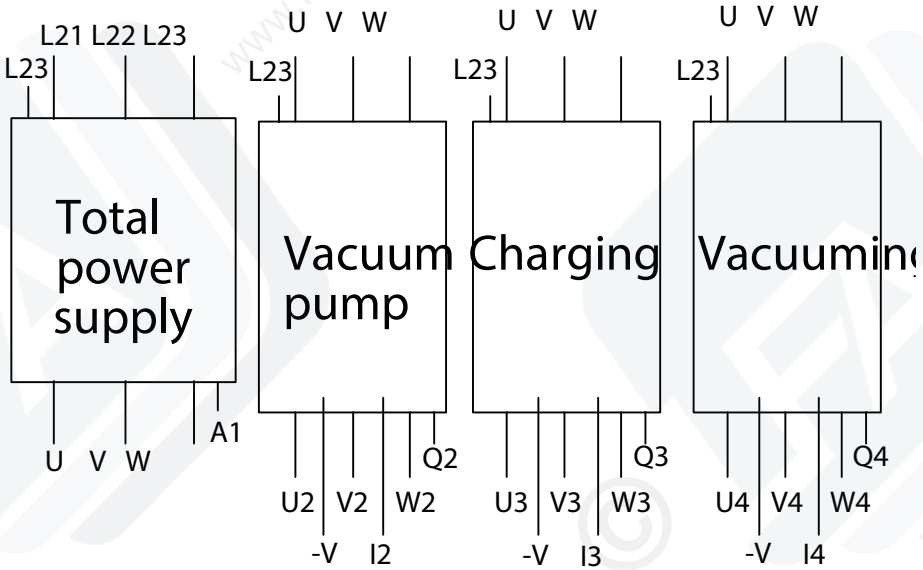 L21 L22 L23
L23
Total
power
supply
U V W
A1
U V W
L23
Vacuum
pump
Q2
U2 V2 W2
-V I2
U V W
L23
Charging
Q3
U3 V3 W3
-V I3
U V W
L23
Vacuuming
Q4
U4 V4 W4
-V I4
©